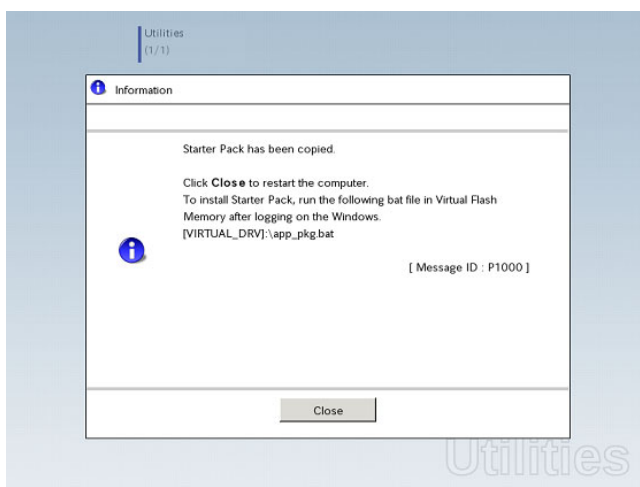 Utilities
(1/1)
Information
Starter Pack has been copied.
Click Close to restart the computer.
To install Starter Pack, run the following bat file in Virtual Flash
Memory after logging on the Windows.
[VIRTUAL_DRV]:\app_pkg.bat
[ Message ID : P1000 ]
Close
Utilities